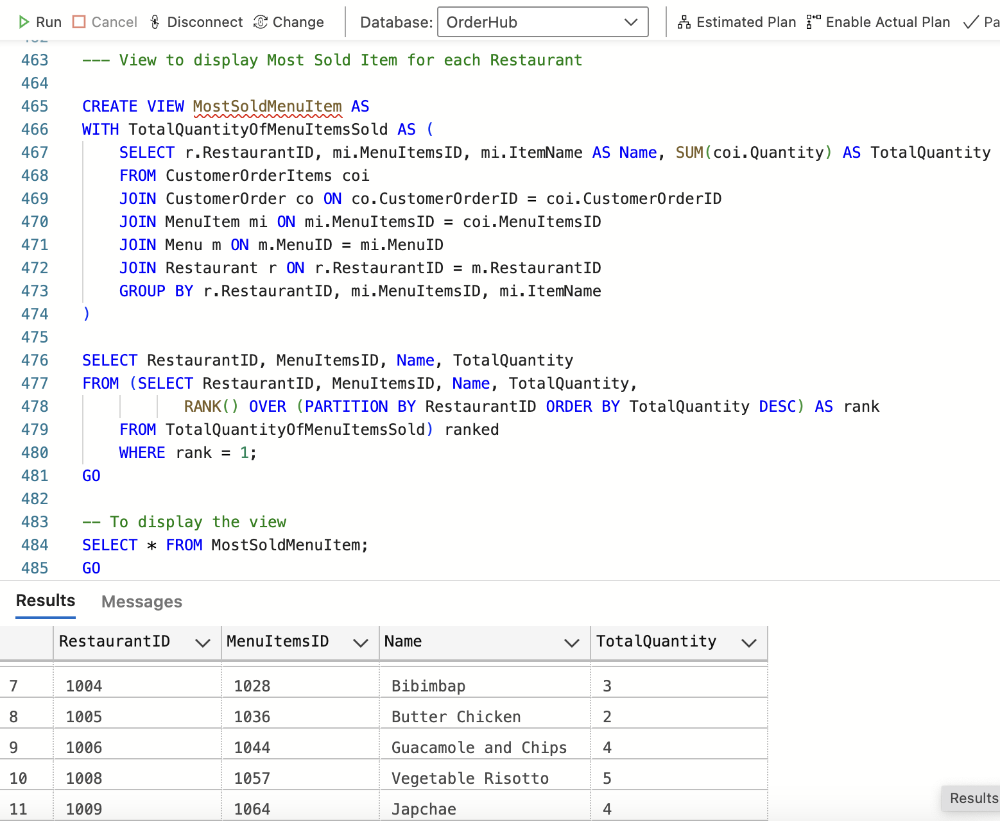 Run Cancel Disconnect Change Database: OrderHub Estimated Plan Enable Actual Plan Pa
462
463 --- View to display Most Sold Item for each Restaurant
464
465 CREATE VIEW MostSoldMenuItem AS
466 WITH TotalQuantityOfMenuItemsSold AS (
467 SELECT r.RestaurantID, mi.MenuItemsID, mi.ItemName AS Name, SUM(coi.Quantity) AS TotalQuantity
468 FROM CustomerOrderItems coi
469 JOIN CustomerOrder co ON co.CustomerOrderID = coi.CustomerOrderID
470 JOIN MenuItem mi ON mi.MenuItemsID = coi.MenuItemsID
471 JOIN Menu m ON m.MenuID = mi.MenuID
472 JOIN Restaurant r ON r.RestaurantID = m.RestaurantID
473 GROUP BY r.RestaurantID, mi.MenuItemsID, mi.ItemName
474 )
475
476 SELECT RestaurantID, MenuItemsID, Name, TotalQuantity
477 FROM (SELECT RestaurantID, MenuItemsID, Name, TotalQuantity,
478 RANK() OVER (PARTITION BY RestaurantID ORDER BY TotalQuantity DESC) AS rank
479 FROM TotalQuantityOfMenuItemsSold) ranked
480 WHERE rank = 1;
481 GO
482
483 -- To display the view
484 SELECT * FROM MostSoldMenuItem;
485 GO
Results Messages
RestaurantID MenuItemsID Name TotalQuantity
7 1004 1028 Bibimbap 3
8 1005 1036 Butter Chicken 2
9 1006 1044 Guacamole and Chips 4
10 1008 1057 Vegetable Risotto 5
11 1009 1064 Japchae 4
Results